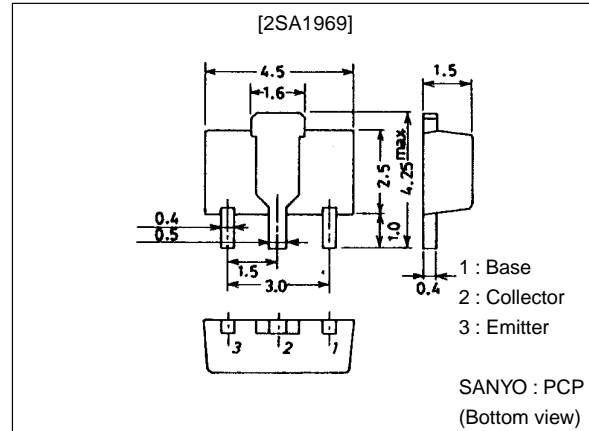 [2SA1969]
4.5
1.6
1.5
2.5
4.25max
1.0
0.4
0.5
1.5
3.0
0.4
1 : Base
2 : Collector
3 : Emitter
3 2 1
SANYO : PCP
(Bottom view)